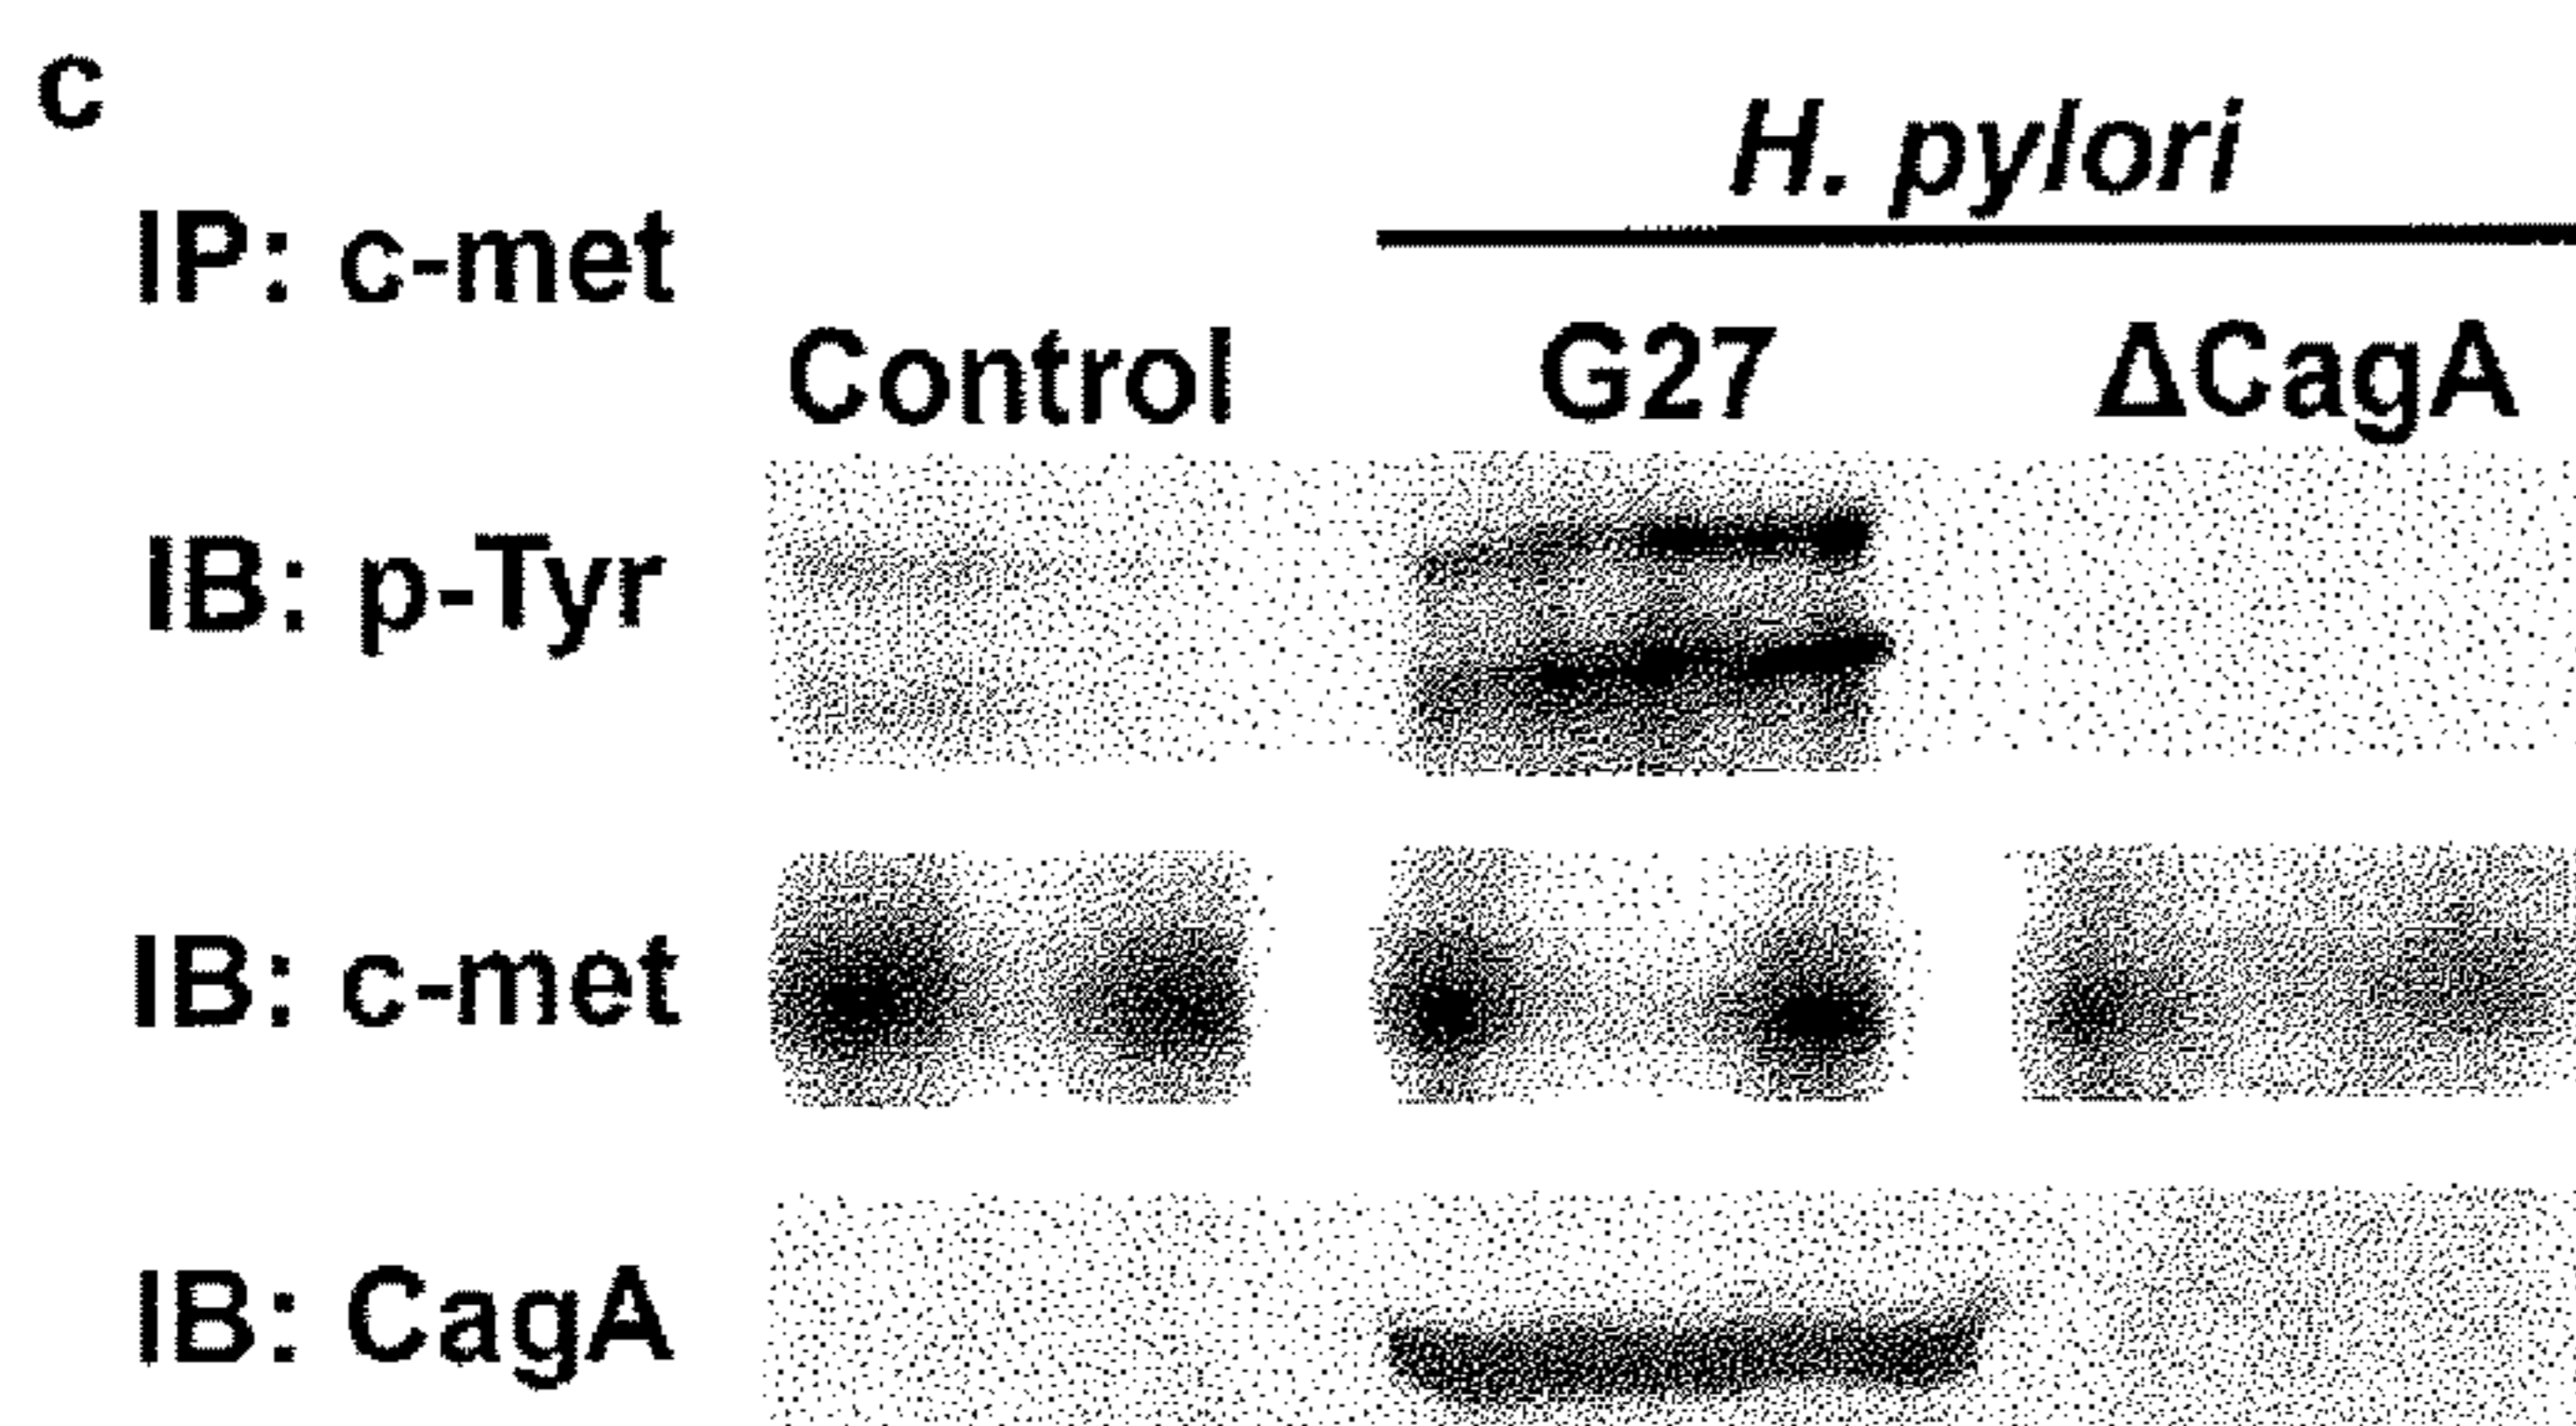 c
H. pylori
IP: c-met
Control G27 ΔCagA
IB: p-Tyr
IB: c-met
IB: CagA